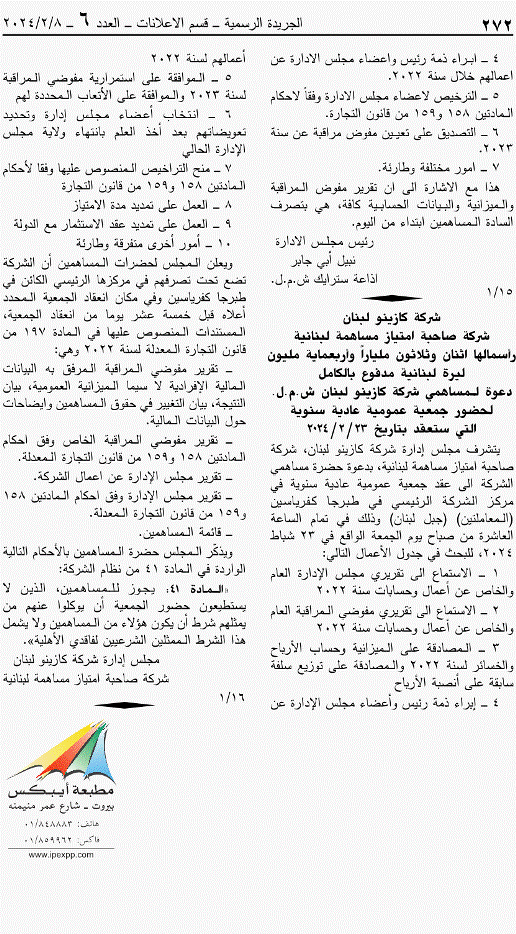 ٢٧٢
الجريدة الرسمية ـ قسم الاعلانات ـ العدد ٦ ـ ٢٠٢٤/٢/٨
٤ ـ ابراء ذمة رئيس واعضاء مجلس الادارة عن
اعمالهم خلال سنة ٢٠٢٢.
٥ ـ الترخيص لاعضاء مجلس الادارة وفقاً لاحكام
المادتين ١٥٨ و١٥٩ من قانون التجارة.
٦ ـ التصديق على تعيين مفوض مراقبة عن سنة
٢٠٢٣.
٧ ـ امور مختلفة وطارئة.
هذا مع الاشارة الى ان تقرير مفوض المراقبة
والميزانية والبيانات الحسابية كافة، هي بتصرف
السادة المساهمين ابتداء من اليوم.
رئيس مجلس الادارة
نبيل أبي جابر
اذاعة سترايك ش.م.ل.
١/١٥
شركة كازينو لبنان
شركة صاحبة امتياز مساهمة لبنانية
رأسمالها اثنان وثلاثون ملياراً وأربعماية مليون
ليرة لبنانية مدفوع بالكامل
دعوة لمساهمي شركة كازينو لبنان ش.م.ل.
لحضور جمعية عمومية عادية سنوية
التي ستعقد بتاريخ ٢٠٢٤/٢/٢٣
يتشرف مجلس إدارة شركة كازينو لبنان، شركة
صاحبة امتياز مساهمة لبنانية، بدعوة حضرة مساهمي
الشركة الى عقد جمعية عمومية عادية سنوية في
مركز الشركة الرئيسي في طبرجا كفرياسين
(المعاملتين) (جبل لبنان) وذلك في تمام الساعة
العاشرة من صباح يوم الجمعة الواقع في ٢٣ شباط
٢٠٢٤، للبحث في جدول الأعمال التالي:
١ ـ الاستماع الى تقريري مجلس الإدارة العام
والخاص عن أعمال وحسابات سنة ٢٠٢٢
٢ ـ الاستماع الى تقريري مفوضي المراقبة العام
والخاص عن أعمال وحسابات سنة ٢٠٢٢
٣ ـ المصادقة على الميزانية وحساب الأرباح
والخسائر لسنة ٢٠٢٢ والمصادقة على توزيع سلفة
سابقة على أنصبة الأرباح
٤ ـ إبراء ذمة رئيس وأعضاء مجلس الإدارة عن
أعمالهم لسنة ٢٠٢٢
٥ ـ الموافقة على استمرارية مفوضي المراقبة
لسنة ٢٠٢٣ والموافقة على الأتعاب المحددة لهم
٦ ـ انتخاب أعضاء مجلس إدارة وتحديد
تعويضاتهم بعد أخذ العلم بانتهاء ولاية مجلس
الإدارة الحالي
٧ ـ منح التراخيص المنصوص عليها وفقا لأحكام
المادتين ١٥٨ و١٥٩ من قانون التجارة
٨ ـ العمل على تمديد مدة الامتياز
٩ ـ العمل على تمديد عقد الاستثمار مع الدولة
١٠ ـ أمور أخرى متفرقة وطارئة
ويعلن المجلس لحضرات المساهمين أن الشركة
تضع تحت تصرفهم في مركزها الرئيسي الكائن في
طبرجا كفرياسين وفي مكان انعقاد الجمعية المحدد
أعلاه قبل خمسة عشر يوما من انعقاد الجمعية،
المستندات المنصوص عليها في المادة ١٩٧ من
قانون التجارة المعدلة لسنة ٢٠٢٢ وهي:
ـ تقرير مفوضي المراقبة المرفق به البيانات
المالية الإفرادية لا سيما الميزانية العمومية، بيان
النتيجة، بيان التغيير في حقوق المساهمين وايضاحات
حول البيانات المالية.
ـ تقرير مفوضي المراقبة الخاص وفق احكام
المادتين ١٥٨ و١٥٩ من قانون التجارة المعدلة.
ـ تقرير مجلس الإدارة عن اعمال الشركة.
ـ تقرير مجلس الإدارة وفق احكام المادتين ١٥٨
و١٥٩ من قانون التجارة المعدلة.
ـ قائمة المساهمين.
ويذكّر المجلس حضرة المساهمين بالأحكام التالية
الواردة في المادة ٤١ من نظام الشركة:
«المادة ٤١: يجوز للمساهمين، الذين لا
يستطيعون حضور الجمعية أن يوكلوا عنهم من
يمثلهم شرط أن يكون هؤلاء من المساهمين ولا يشمل
هذا الشرط الممثلين الشرعيين لفاقدي الأهلية».
مجلس إدارة شركة كازينو لبنان
شركة صاحبة امتياز مساهمة لبنانية
١/١٦
مطبعة أيبكس
بيروت ـ شارع عمر منيمنه
هاتف: ٠١/٨٤٨٨٨٣
فاكس: ٠١/٨٥٩٩٦٢
www.ipexpp.com